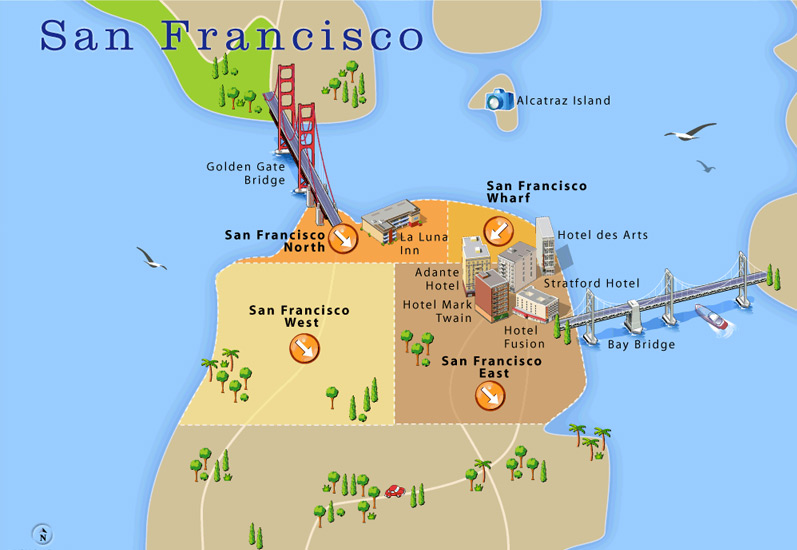 San Francisco
Alcatraz Island
Golden Gate
Bridge
San Francisco
Wharf
San Francisco
North
La Luna
Inn
Hotel des Arts
Adante
Hotel
Stratford Hotel
Hotel Mark
Twain
San Francisco
West
Hotel
Fusion
Bay Bridge
San Francisco
East
N